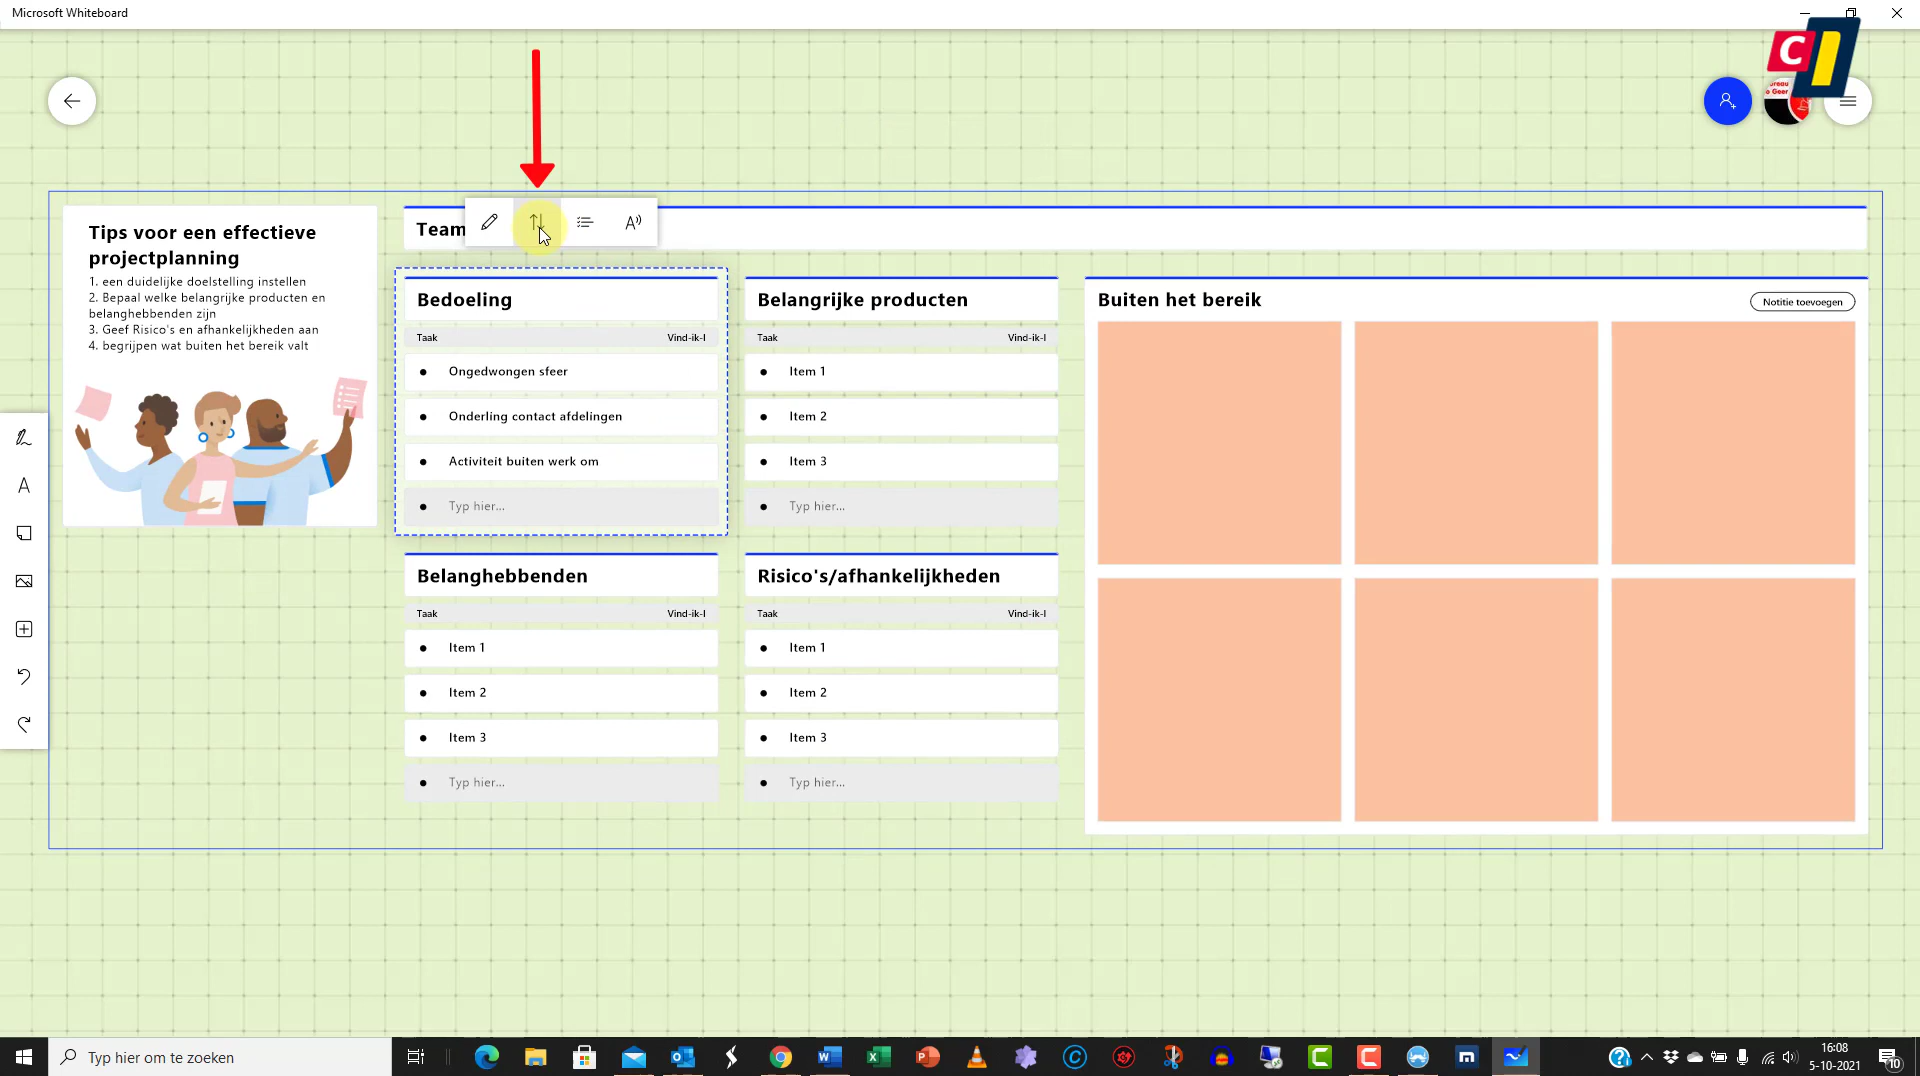 Microsoft Whiteboard
CI
Tips voor een effectieve
projectplanning
1. een duidelijke doelstelling instellen
2. Bepaal welke belangrijke producten en
belanghebbenden zijn
3. Geef Risico's en afhankelijkheden aan
4. begrijpen wat buiten het bereik valt
Team
Bedoeling
Taak Vind-ik-l
Ongedwongen sfeer
Onderling contact afdelingen
Activiteit buiten werk om
Typ hier...
Belangrijke producten
Taak Vind-ik-l
Item 1
Item 2
Item 3
Typ hier...
Buiten het bereik
Notitie toevoegen
Belanghebbenden
Taak Vind-ik-l
Item 1
Item 2
Item 3
Typ hier...
Risico's/afhankelijkheden
Taak Vind-ik-l
Item 1
Item 2
Item 3
Typ hier...
Typ hier om te zoeken
16:08
5-10-2021
10